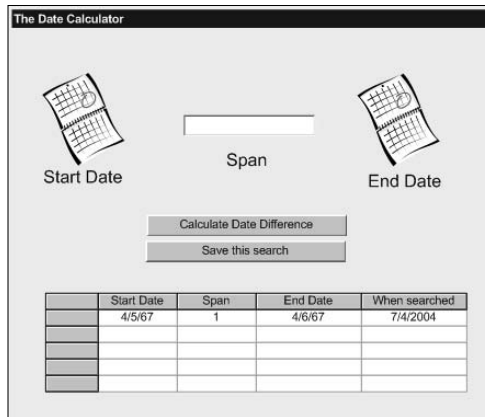 The Date Calculator
Start Date
Span
End Date
Calculate Date Difference
Save this search
Start Date Span End Date When searched
4/5/67 1 4/6/67 7/4/2004